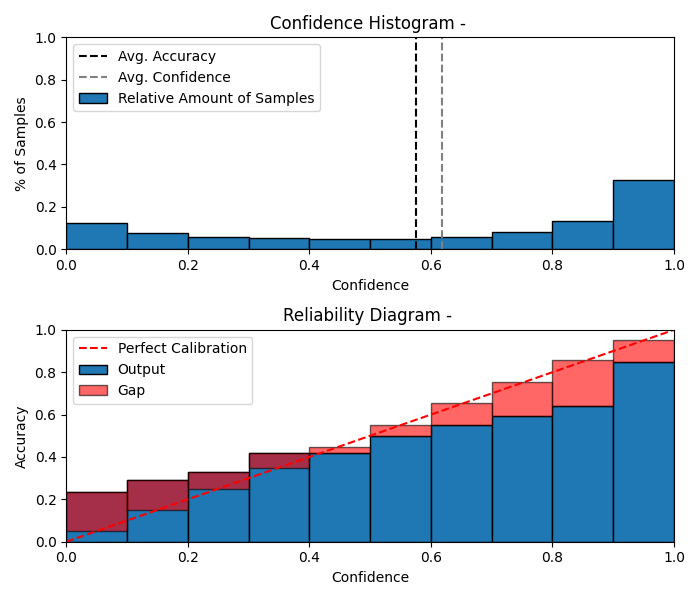 Confidence Histogram -
1.0
0.8
0.6
0.4
0.2
0.0
% of Samples
Avg. Accuracy
Avg. Confidence
Relative Amount of Samples
0.0 0.2 0.4 0.6 0.8 1.0
Confidence
Reliability Diagram -
1.0
0.8
0.6
0.4
0.2
0.0
Accuracy
Perfect Calibration
Output
Gap
0.0 0.2 0.4 0.6 0.8 1.0
Confidence